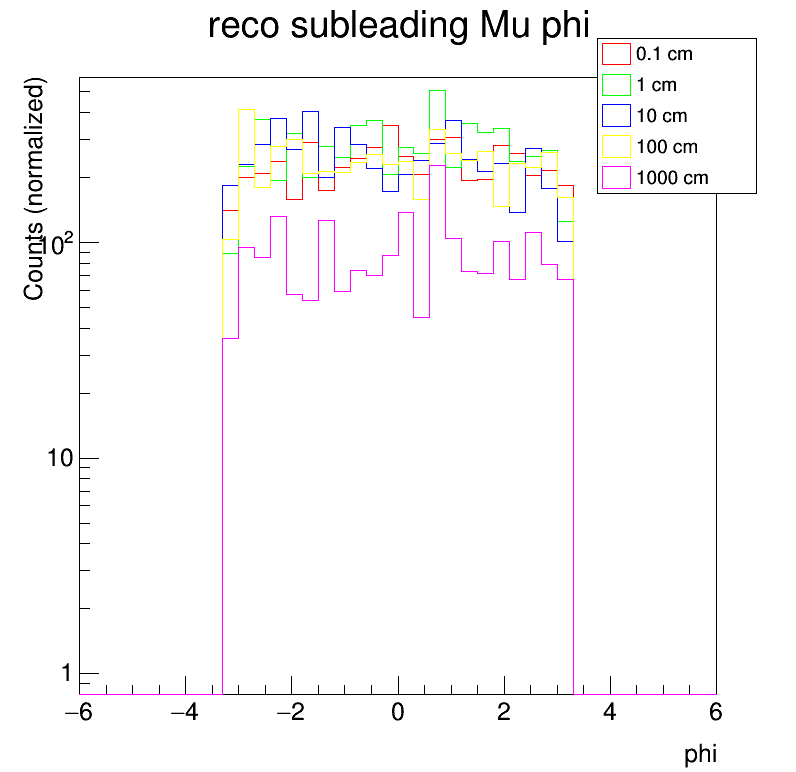 reco subleading Mu phi
0.1 cm
1 cm
10 cm
100 cm
1000 cm
Counts (normalized)
10²
10
1
−6 −4 −2 0 2 4 6
phi